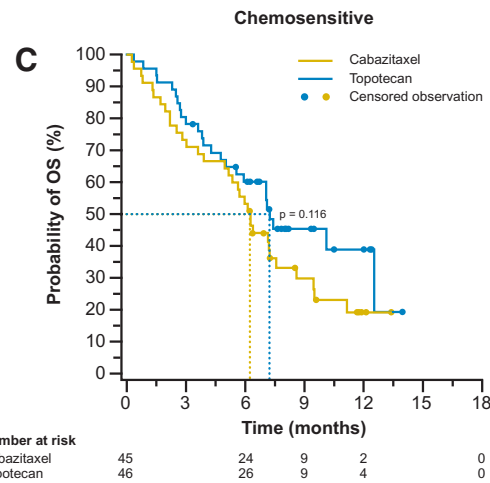 Chemosensitive
C
Cabazitaxel
Topotecan
Censored observation
Probability of OS (%)
100
90
80
70
60
50
40
30
20
10
0
p = 0.116
0 3 6 9 12 15 18
Time (months)
mber at risk
bazitaxel 45 24 9 2 0
potecan 46 26 9 4 0